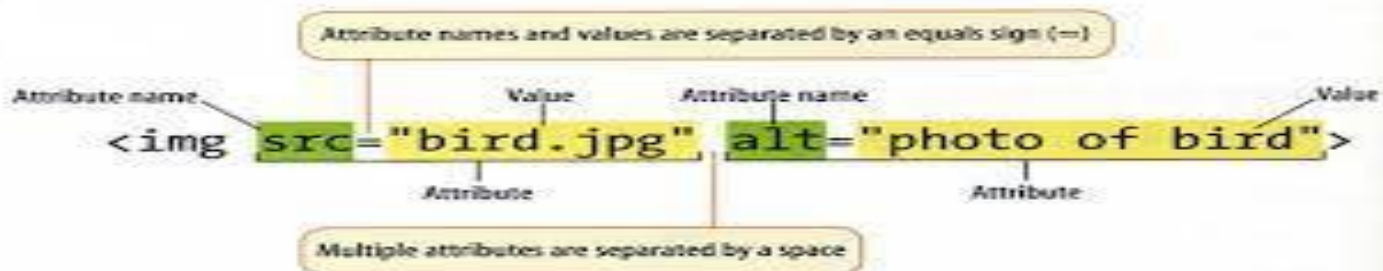 Attribute names and values are separated by an equals sign (=)
Attribute name Value Attribute name Value
<img src="bird.jpg" alt="photo of bird">
Attribute Attribute
Multiple attributes are separated by a space